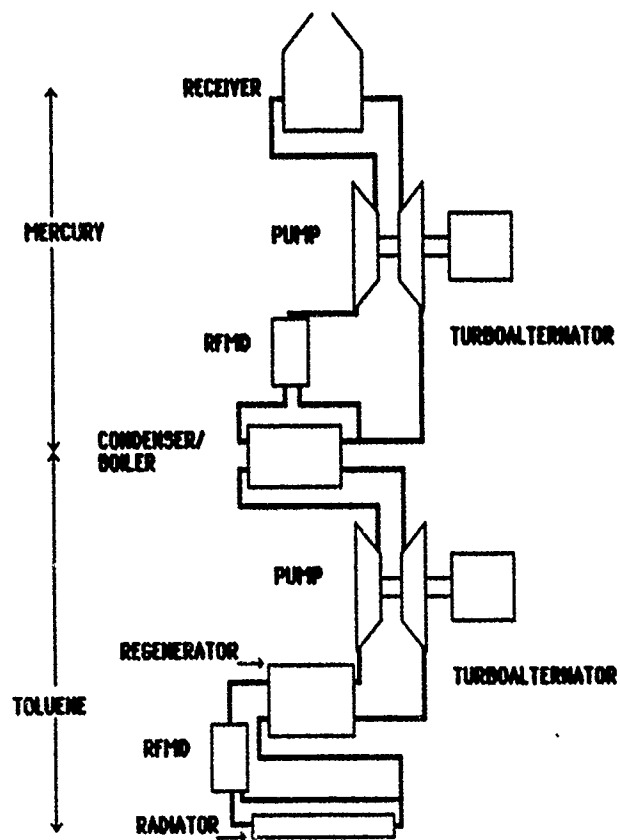 RECEIVER
MERCURY
PUMP
TURBOALTERNATOR
RFMD
CONDENSER/
BOILER
PUMP
REGENERATOR
TURBOALTERNATOR
TOLUENE
RFMD
RADIATOR